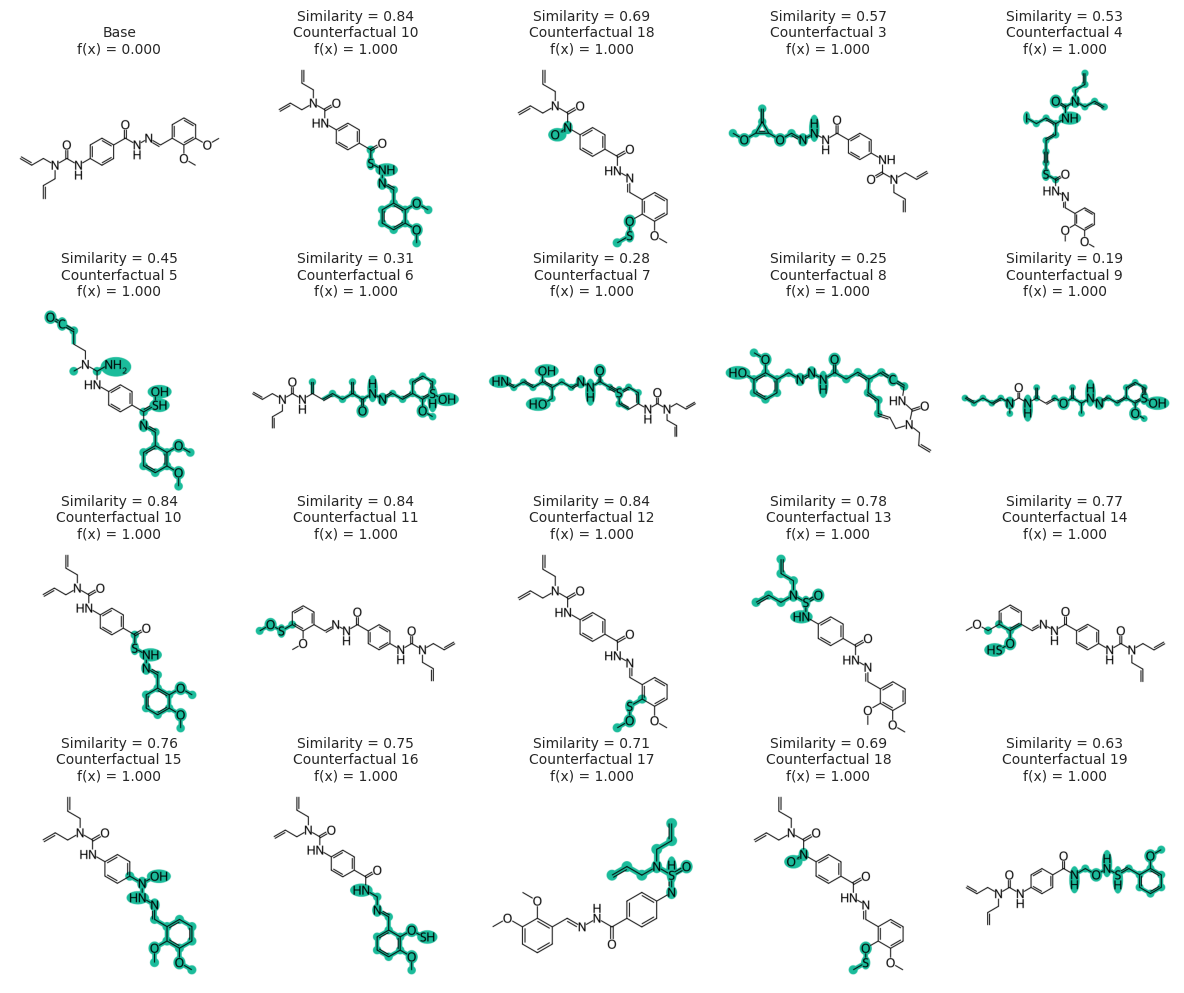 Base
f(x) = 0.000
Similarity = 0.84
Counterfactual 10
f(x) = 1.000
Similarity = 0.69
Counterfactual 18
f(x) = 1.000
Similarity = 0.57
Counterfactual 3
f(x) = 1.000
Similarity = 0.53
Counterfactual 4
f(x) = 1.000
Similarity = 0.45
Counterfactual 5
f(x) = 1.000
Similarity = 0.31
Counterfactual 6
f(x) = 1.000
Similarity = 0.28
Counterfactual 7
f(x) = 1.000
Similarity = 0.25
Counterfactual 8
f(x) = 1.000
Similarity = 0.19
Counterfactual 9
f(x) = 1.000
Similarity = 0.84
Counterfactual 10
f(x) = 1.000
Similarity = 0.84
Counterfactual 11
f(x) = 1.000
Similarity = 0.84
Counterfactual 12
f(x) = 1.000
Similarity = 0.78
Counterfactual 13
f(x) = 1.000
Similarity = 0.77
Counterfactual 14
f(x) = 1.000
Similarity = 0.76
Counterfactual 15
f(x) = 1.000
Similarity = 0.75
Counterfactual 16
f(x) = 1.000
Similarity = 0.71
Counterfactual 17
f(x) = 1.000
Similarity = 0.69
Counterfactual 18
f(x) = 1.000
Similarity = 0.63
Counterfactual 19
f(x) = 1.000